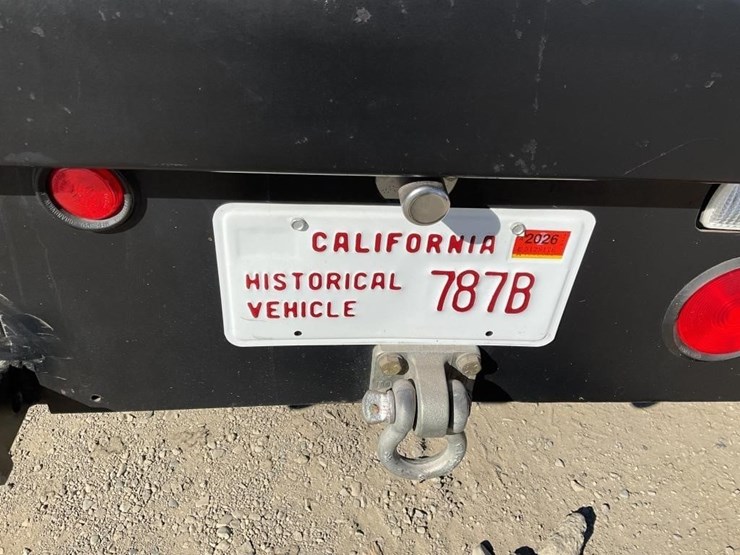 CALIFORNIA
2026
HISTORICAL
VEHICLE
787B